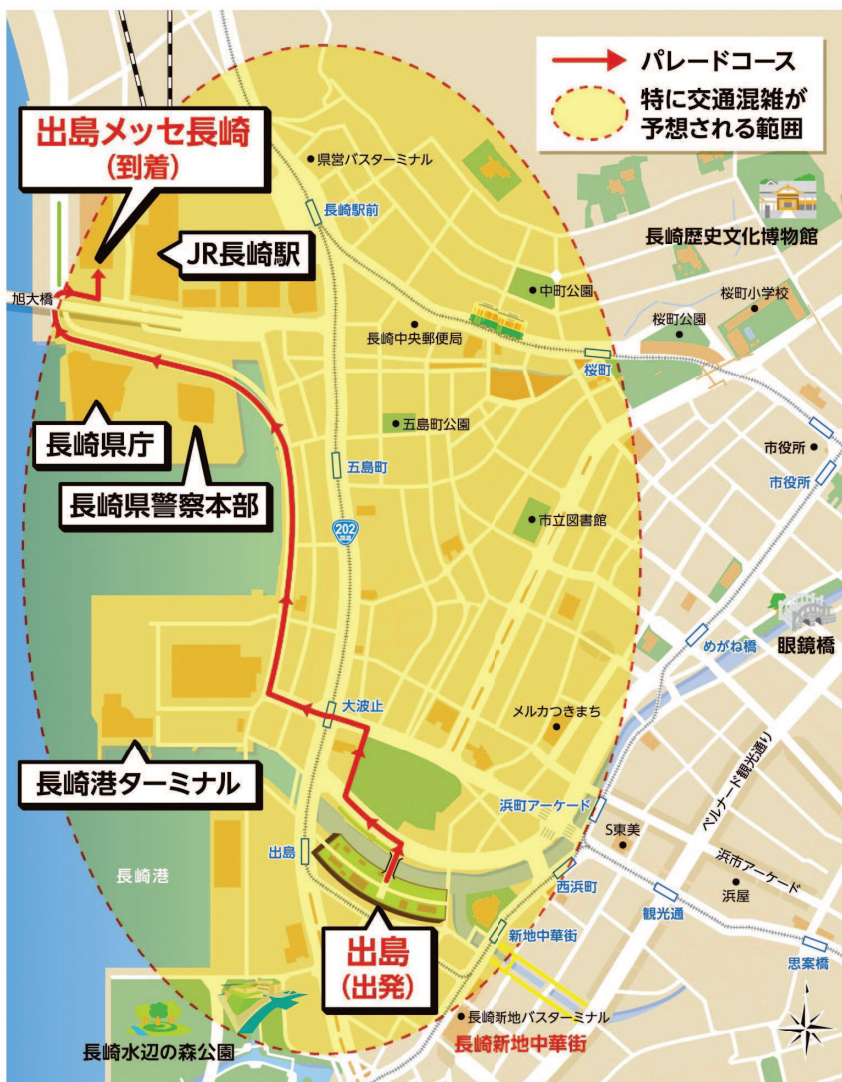 パレードコース
特に交通混雑が
予想される範囲
出島メッセ長崎
(到着)
県営バスターミナル
長崎駅前
JR長崎駅
長崎歴史文化博物館
旭大橋
中町公園
桜町小学校
桜町公園
長崎中央郵便局
桜町
長崎県庁
五島町公園
市役所
五島町
市役所
長崎県警察本部
202
国道
市立図書館
めがね橋
眼鏡橋
大波止
メルカつきまち
長崎港ターミナル
ベルナード観光通り
浜町アーケード
S東美
出島
浜市アーケード
長崎港
西浜町
浜屋
観光通
新地中華街
出島
(出発)
思案橋
長崎新地バスターミナル
長崎水辺の森公園
長崎新地中華街